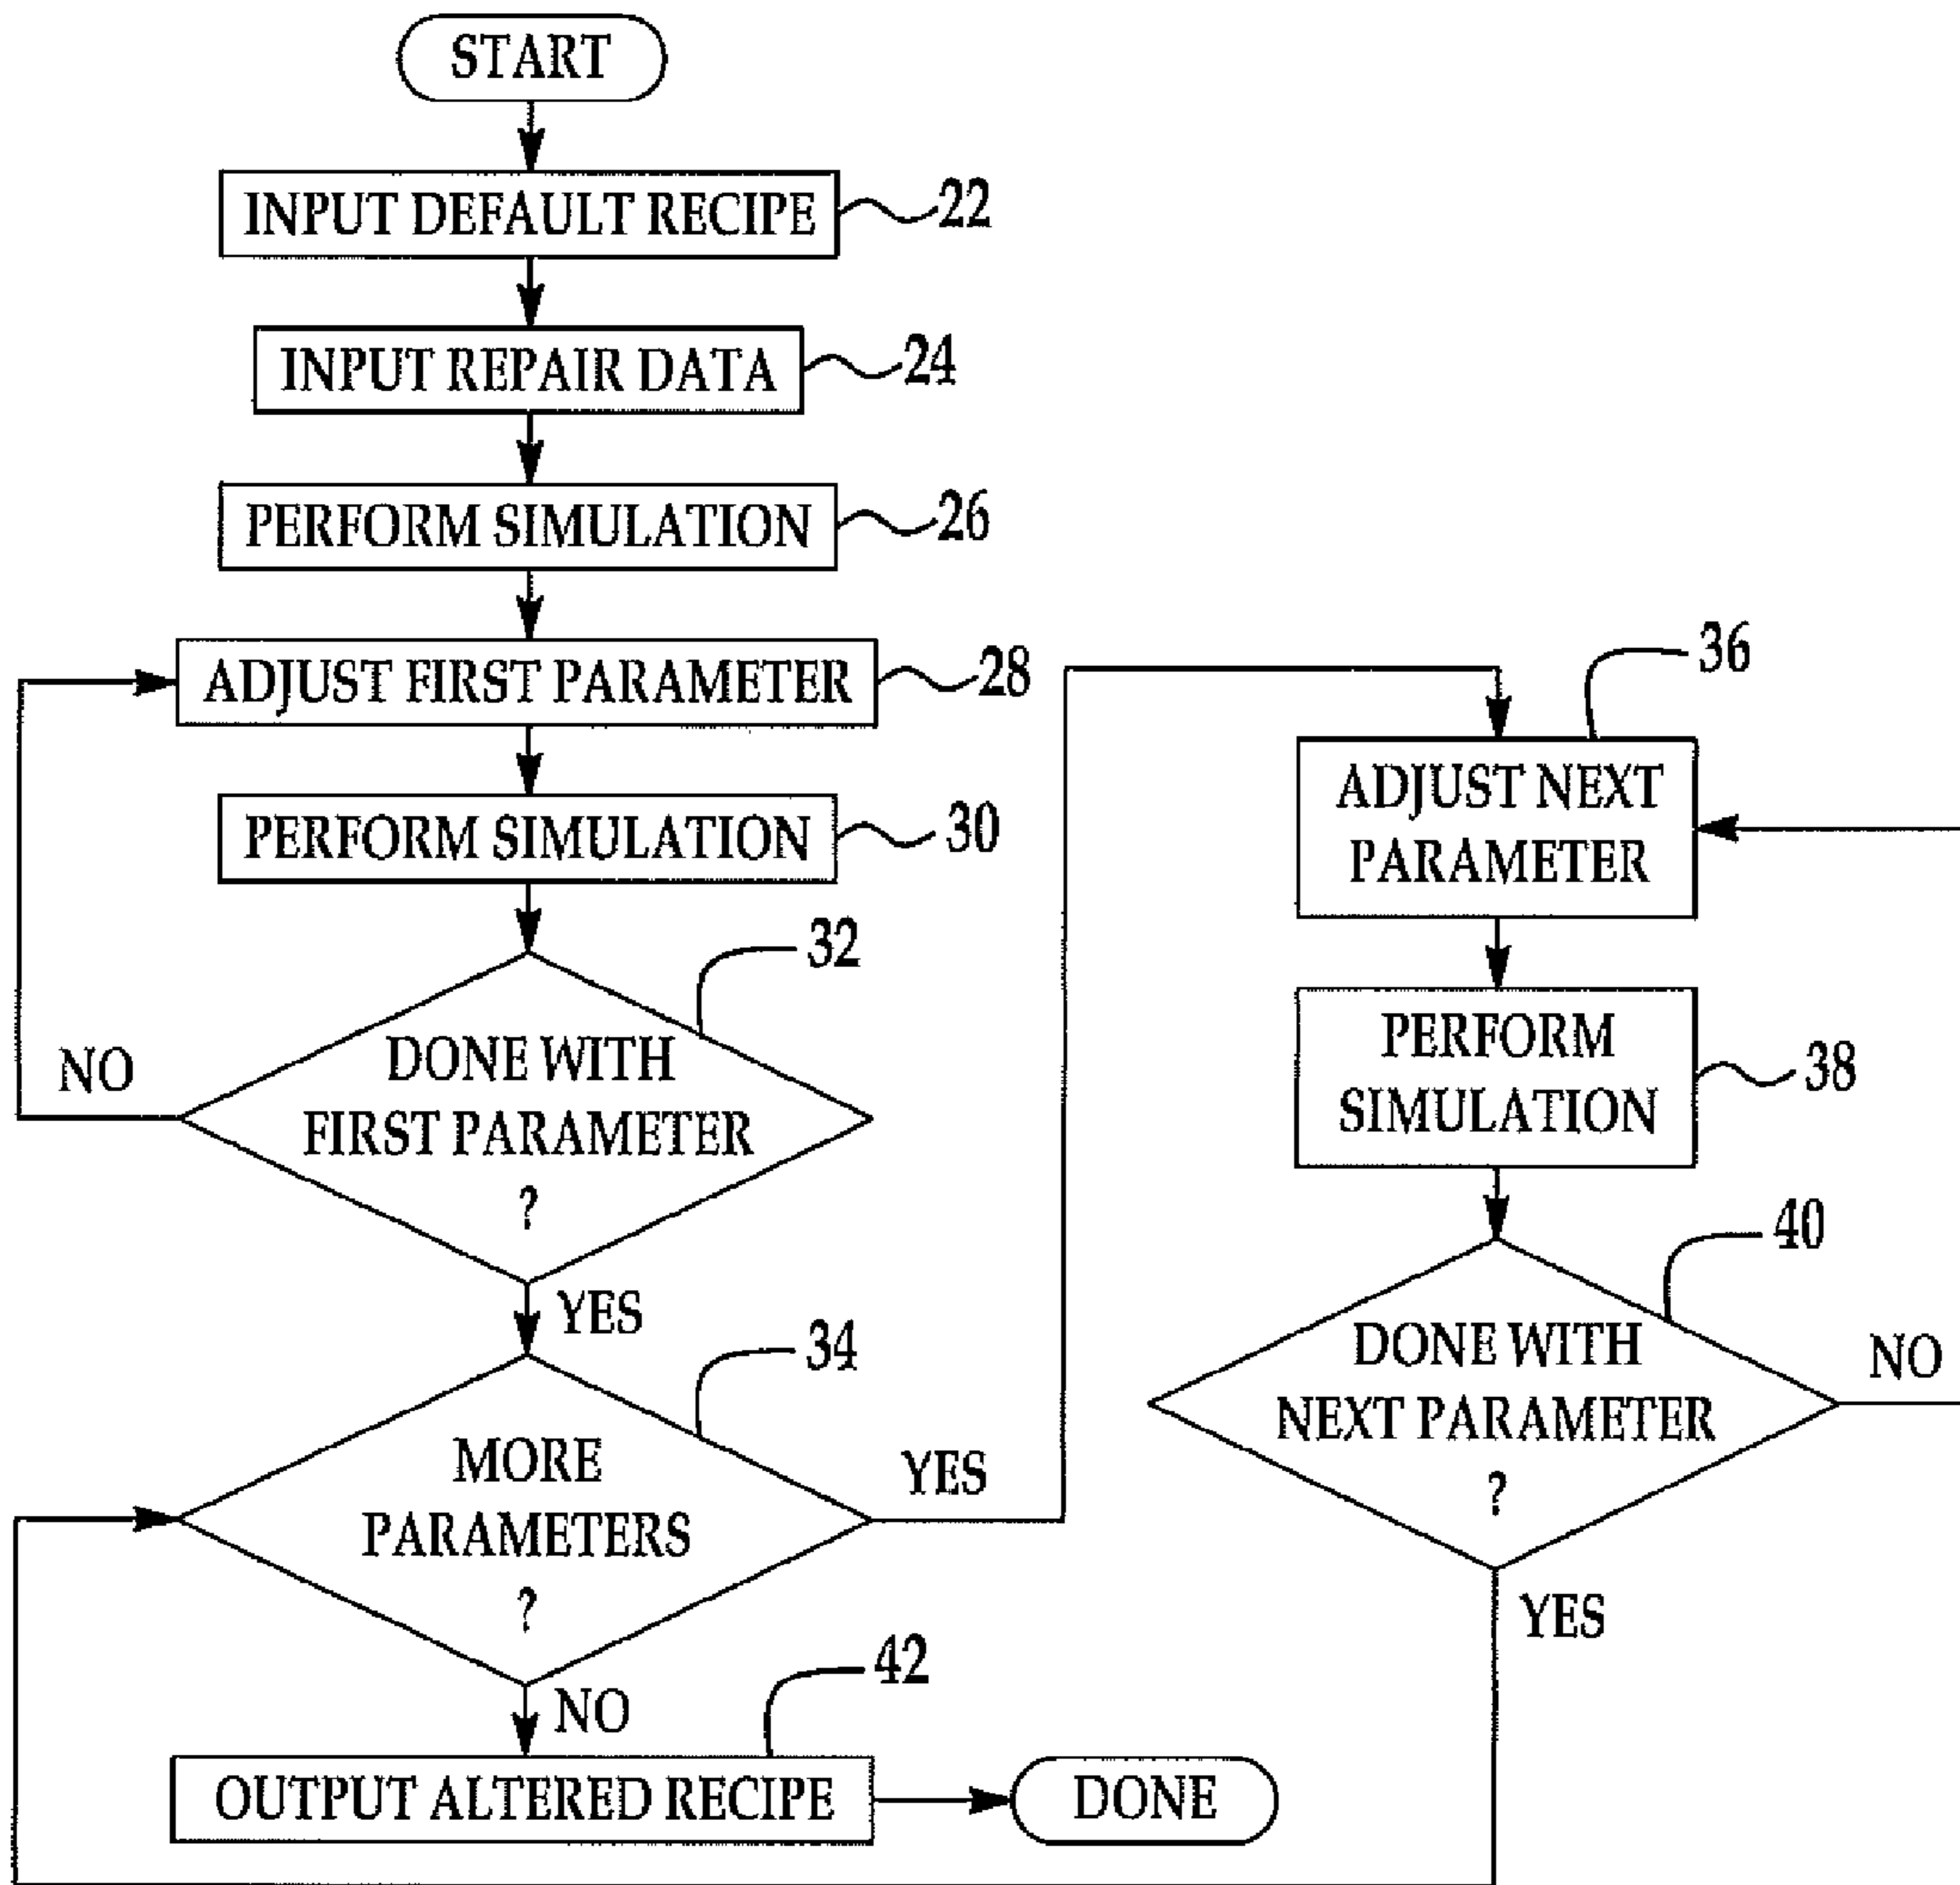 START
INPUT DEFAULT RECIPE
22
INPUT REPAIR DATA
24
PERFORM SIMULATION
26
ADJUST FIRST PARAMETER
28
PERFORM SIMULATION
30
DONE WITH
FIRST PARAMETER
?
32
NO
YES
MORE
PARAMETERS
?
34
YES
NO
OUTPUT ALTERED RECIPE
42
DONE
ADJUST NEXT
PARAMETER
36
PERFORM
SIMULATION
38
DONE WITH
NEXT PARAMETER
?
40
NO
YES